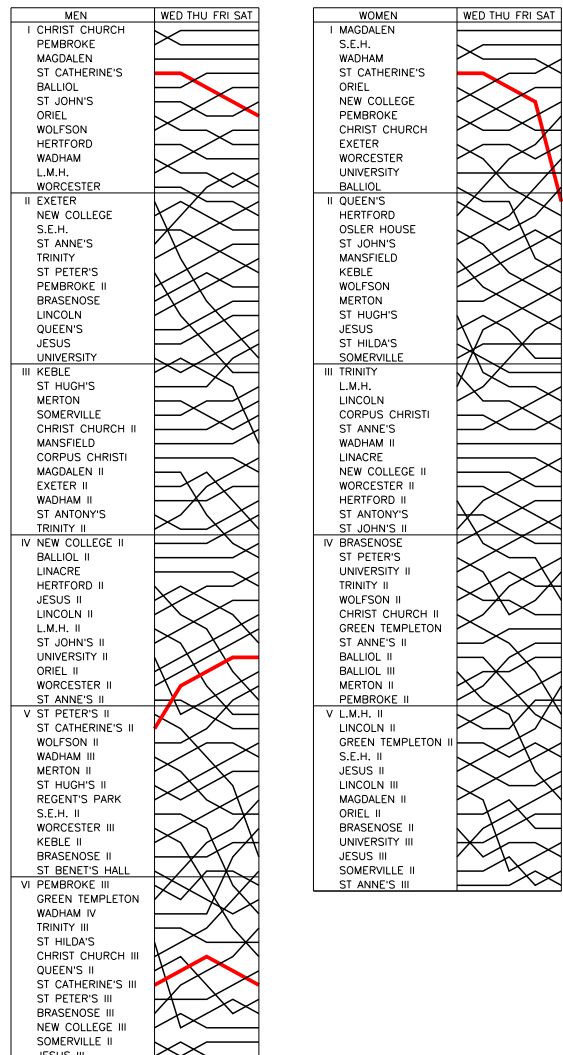 MEN WED THU FRI SAT
I CHRIST CHURCH
PEMBROKE
MAGDALEN
ST CATHERINE'S
BALLIOL
ST JOHN'S
ORIEL
WOLFSON
HERTFORD
WADHAM
L.M.H.
WORCESTER
II EXETER
NEW COLLEGE
S.E.H.
ST ANNE'S
TRINITY
ST PETER'S
PEMBROKE II
BRASENOSE
LINCOLN
QUEEN'S
JESUS
UNIVERSITY
III KEBLE
ST HUGH'S
MERTON
SOMERVILLE
CHRIST CHURCH II
MANSFIELD
CORPUS CHRISTI
MAGDALEN II
EXETER II
WADHAM II
ST ANTONY'S
TRINITY II
IV NEW COLLEGE II
BALLIOL II
LINACRE
HERTFORD II
JESUS II
LINCOLN II
L.M.H. II
ST JOHN'S II
UNIVERSITY II
ORIEL II
WORCESTER II
ST ANNE'S II
V ST PETER'S II
ST CATHERINE'S II
WOLFSON II
WADHAM III
MERTON II
ST HUGH'S II
REGENT'S PARK
S.E.H. II
WORCESTER III
KEBLE II
BRASENOSE II
ST BENET'S HALL
VI PEMBROKE III
GREEN TEMPLETON
WADHAM IV
TRINITY III
ST HILDA'S
CHRIST CHURCH III
QUEEN'S II
ST CATHERINE'S III
ST PETER'S III
BRASENOSE III
NEW COLLEGE III
SOMERVILLE II
JESUS III
WOMEN WED THU FRI SAT
I MAGDALEN
S.E.H.
WADHAM
ST CATHERINE'S
ORIEL
NEW COLLEGE
PEMBROKE
CHRIST CHURCH
EXETER
WORCESTER
UNIVERSITY
BALLIOL
II QUEEN'S
HERTFORD
OSLER HOUSE
ST JOHN'S
MANSFIELD
KEBLE
WOLFSON
MERTON
ST HUGH'S
JESUS
ST HILDA'S
SOMERVILLE
III TRINITY
L.M.H.
LINCOLN
CORPUS CHRISTI
ST ANNE'S
WADHAM II
LINACRE
NEW COLLEGE II
WORCESTER II
HERTFORD II
ST ANTONY'S
ST JOHN'S II
IV BRASENOSE
ST PETER'S
UNIVERSITY II
TRINITY II
WOLFSON II
CHRIST CHURCH II
GREEN TEMPLETON
ST ANNE'S II
BALLIOL II
BALLIOL III
MERTON II
PEMBROKE II
V L.M.H. II
LINCOLN II
GREEN TEMPLETON II
S.E.H. II
JESUS II
LINCOLN III
MAGDALEN II
ORIEL II
BRASENOSE II
UNIVERSITY III
JESUS III
SOMERVILLE II
ST ANNE'S III